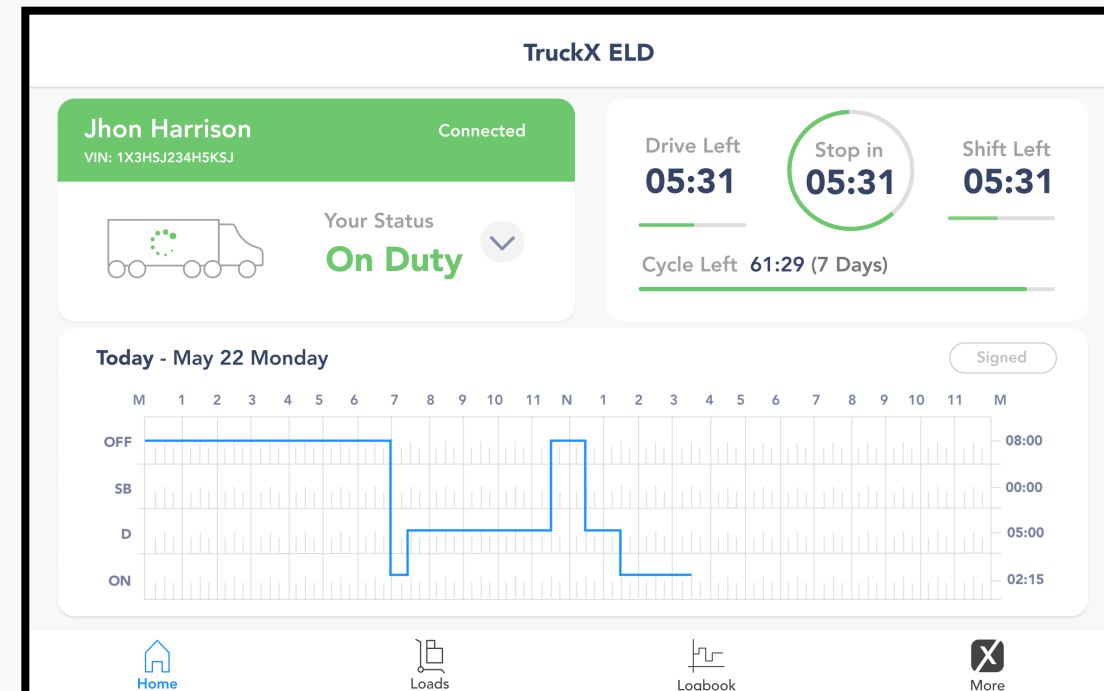 TruckX ELD
Jhon Harrison
Connected
VIN: 1X3HSJ234H5KSJ
Your Status
On Duty
Drive Left
05:31
Stop in
05:31
Shift Left
05:31
Cycle Left 61:29 (7 Days)
Today - May 22 Monday
Signed
M 1 2 3 4 5 6 7 8 9 10 11 N 1 2 3 4 5 6 7 8 9 10 11 M
OFF 08:00
SB 00:00
D 05:00
ON 02:15
Home Loads Logbook More